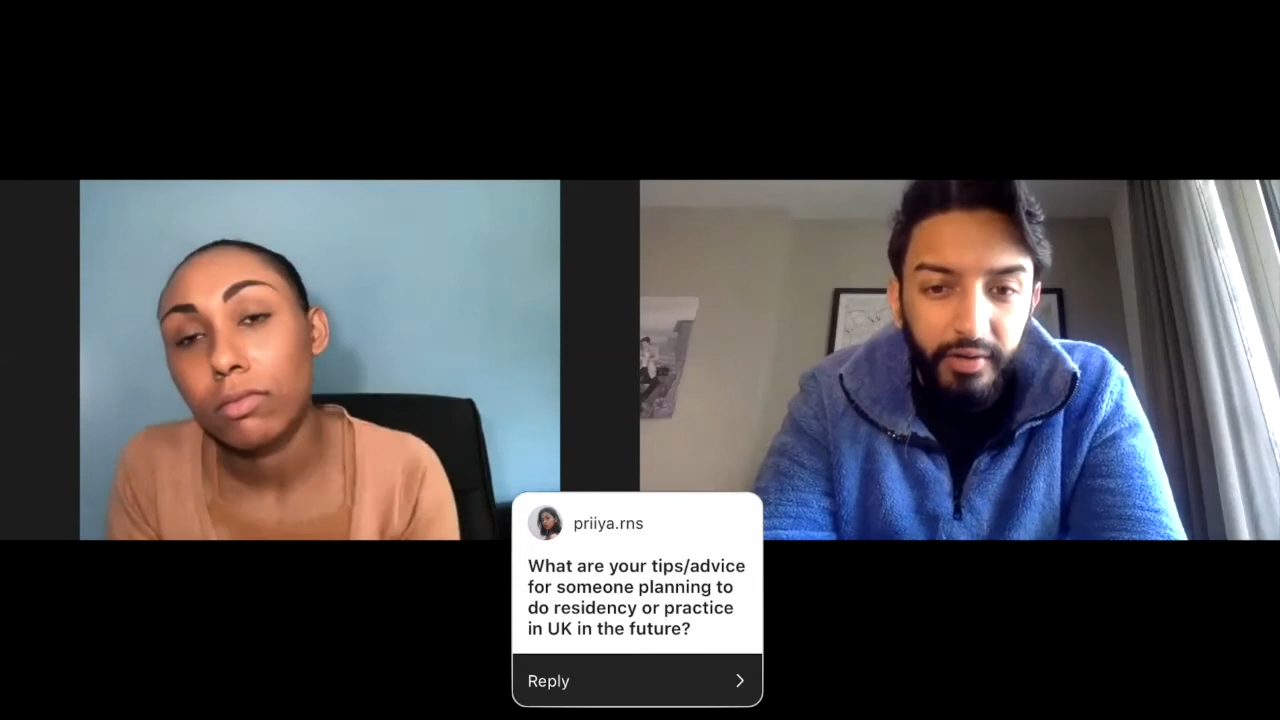 priiya.rns
What are your tips/advice
for someone planning to
do residency or practice
in UK in the future?
Reply